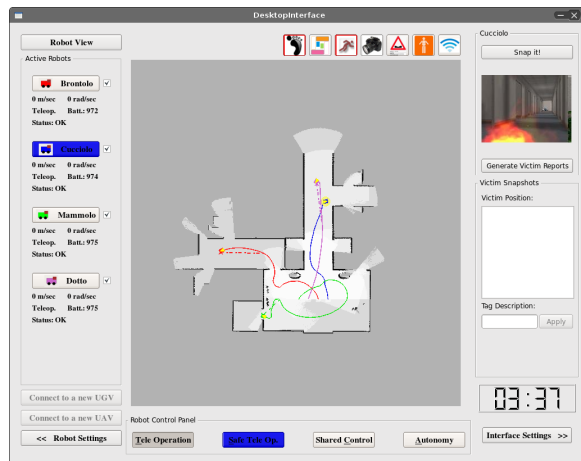 DesktopInterface
Robot View
Active Robots
Brontolo
0 m/sec 0 rad/sec
Teleop. Batt.: 972
Status: OK
Cucciolo
0 m/sec 0 rad/sec
Teleop. Batt.: 974
Status: OK
Mammolo
0 m/sec 0 rad/sec
Teleop. Batt.: 975
Status: OK
Dotto
0 m/sec 0 rad/sec
Teleop. Batt.: 975
Status: OK
Connect to a new UGV
Connect to a new UAV
<< Robot Settings
Robot Control Panel
Tele Operation
Safe Tele Op.
Shared Control
Autonomy
Cucciolo
Snap it!
Generate Victim Reports
Victim Snapshots
Victim Position:
Tag Description:
Apply
03:37
Interface Settings >>